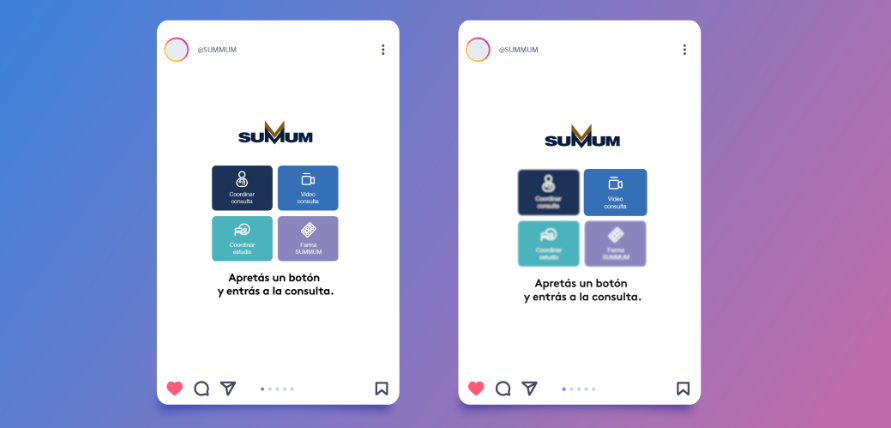 @SUMMUM
SUMMUM
Coordinar
consulta
Video
consulta
Coordinar
estudio
Farma
SUMMUM
Apretás un botón
y entrás a la consulta.
@SUMMUM
SUMMUM
Coordinar
consulta
Video
consulta
Coordinar
estudio
Farma
SUMMUM
Apretás un botón
y entrás a la consulta.